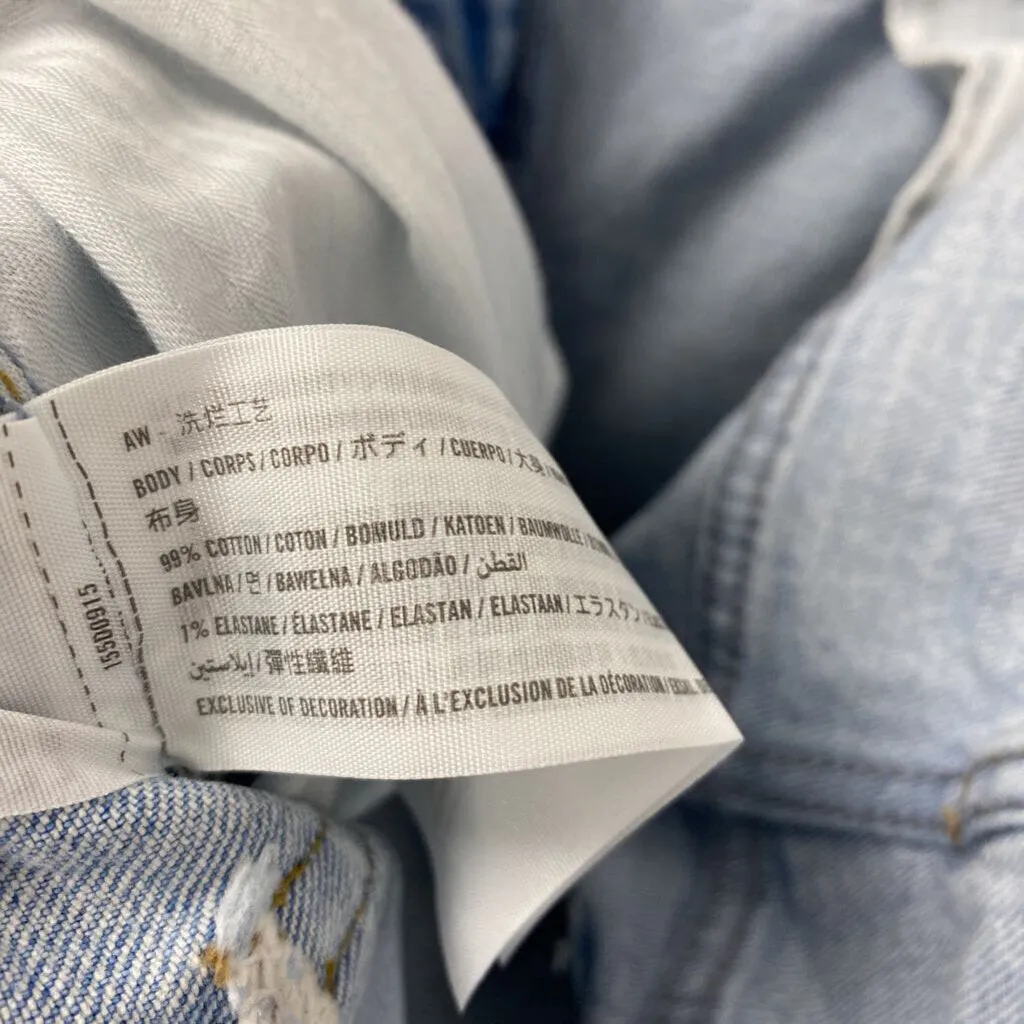 AW - 洗烂工艺
BODY / CORPS / CORPO / ボディ / CUERPO / 大身 /
布身
99% COTTON / COTON / BOMULD / KATOEN / BAUMWOLLE /
BAVLNA / 면 / BAWEŁNA / ALGODÃO / القطن
1% ELASTANE / ÉLASTANE / ELASTAN / ELASTAAN / エラスタン /
إيلاستين / 彈性纖維
EXCLUSIVE OF DECORATION / À L'EXCLUSION DE LA DÉCORATION /
15500915